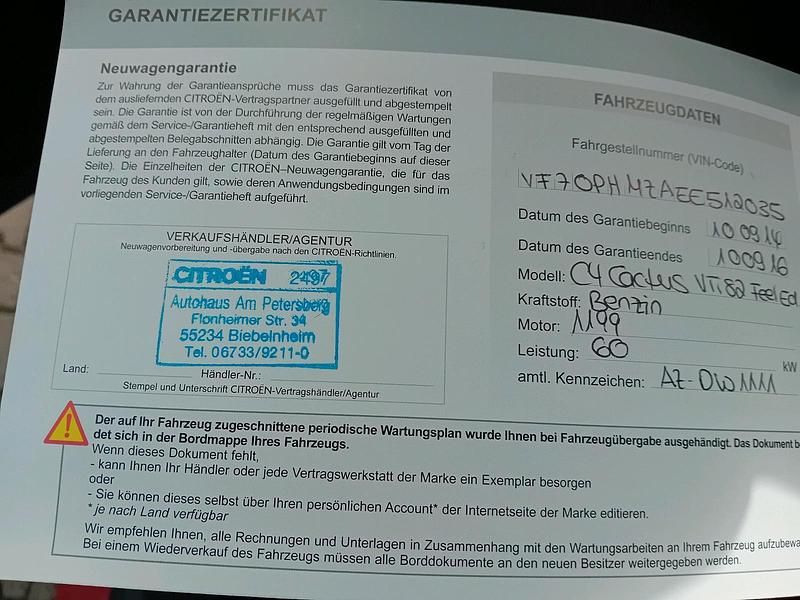 GARANTIEZERTIFIKAT
Neuwagengarantie
Zur Wahrung der Garantieansprüche muss das Garantiezertifikat von
dem ausliefernden CITROËN-Vertragspartner ausgefüllt und abgestempelt
sein. Die Garantie ist von der Durchführung der regelmäßigen Wartungen
gemäß dem Service-/Garantieheft mit den entsprechend ausgefüllten und
abgestempelten Belegabschnitten abhängig. Die Garantie gilt vom Tag der
Lieferung an den Fahrzeughalter (Datum des Garantiebeginns auf dieser
Seite). Die Einzelheiten der CITROËN–Neuwagengarantie, die für das
Fahrzeug des Kunden gilt, sowie deren Anwendungsbedingungen sind im
vorliegenden Service-/Garantieheft aufgeführt.
VERKAUFSHÄNDLER/AGENTUR
Neuwagenvorbereitung und -übergabe nach den CITROËN-Richtlinien.
CITROËN 2497
Autohaus Am Petersberg
Flonheimer Str. 34
55234 Biebelnheim
Tel. 06733/9211-0
Land: Händler-Nr.:
Stempel und Unterschrift CITROËN-Vertragshändler/Agentur
FAHRZEUGDATEN
Fahrgestellnummer (VIN-Code)
VF70PHMZAEE512035
Datum des Garantiebeginns 10.09.14
Datum des Garantieendes 100916
Modell: C4 Cactus VTi 82 Feel Ed
Kraftstoff: Benzin
Motor: 1199
Leistung: 60 kW
amtl. Kennzeichen: AZ-DW1111
Der auf Ihr Fahrzeug zugeschnittene periodische Wartungsplan wurde Ihnen bei Fahrzeugübergabe ausgehändigt. Das Dokument be
det sich in der Bordmappe Ihres Fahrzeugs.
Wenn dieses Dokument fehlt,
- kann Ihnen Ihr Händler oder jede Vertragswerkstatt der Marke ein Exemplar besorgen
oder
- Sie können dieses selbst über Ihren persönlichen Account* der Internetseite der Marke editieren.
*je nach Land verfügbar
Wir empfehlen Ihnen, alle Rechnungen und Unterlagen in Zusammenhang mit den Wartungsarbeiten an Ihrem Fahrzeug aufzubewa
Bei einem Wiederverkauf des Fahrzeugs müssen alle Borddokumente an den neuen Besitzer weitergegeben werden.